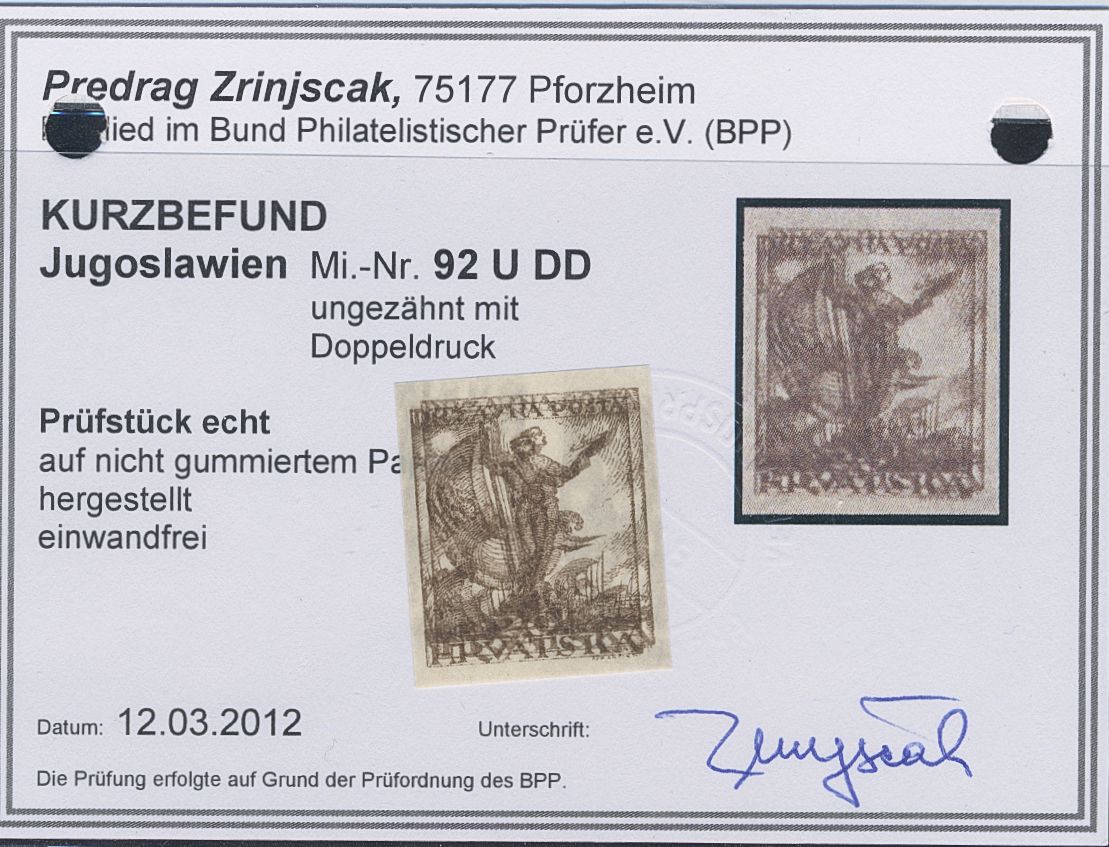 Predrag Zrinjscak, 75177 Pforzheim
lied im Bund Philatelistischer Prüfer e.V. (BPP)
KURZBEFUND
Jugoslawien Mi.-Nr. 92 U DD
ungezähnt mit
Doppeldruck
Prüfstück echt
auf nicht gummiertem Pa
hergestellt
einwandfrei
HRVATSKA
HRVATSKA
Datum: 12.03.2012 Unterschrift: Zrinjscak
Die Prüfung erfolgte auf Grund der Prüfordnung des BPP.